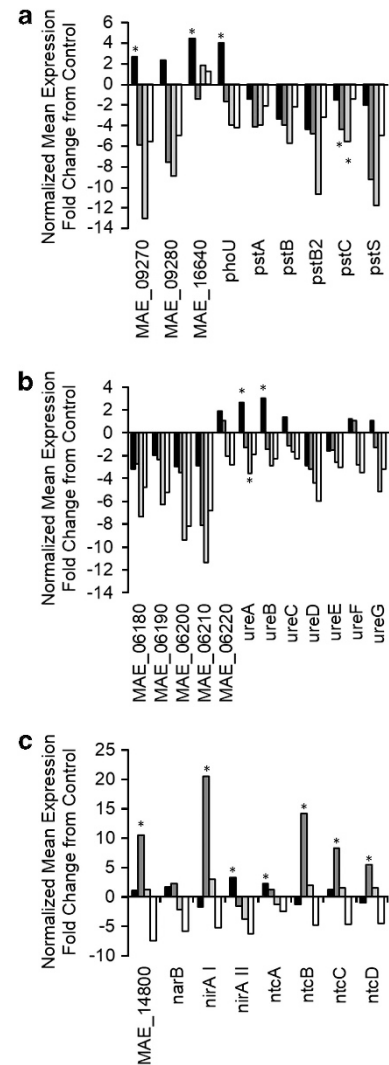 a
Normalized Mean Expression
Fold Change from Control
6
4
2
0
-2
-4
-6
-8
-10
-12
-14
*
*
*
*
*
*
MAE_09270
MAE_09280
MAE_16640
phoU
pstA
pstB
pstB2
pstC
pstS
b
Normalized Mean Expression
Fold Change from Control
4
2
0
-2
-4
-6
-8
-10
-12
-14
*
*
*
MAE_06180
MAE_06190
MAE_06200
MAE_06210
MAE_06220
ureA
ureB
ureC
ureD
ureE
ureF
ureG
c
Normalized Mean Expression
Fold Change from Control
25
20
15
10
5
0
-5
-10
*
*
*
*
*
*
*
MAE_14800
narB
nirA I
nirA II
ntcA
ntcB
ntcC
ntcD